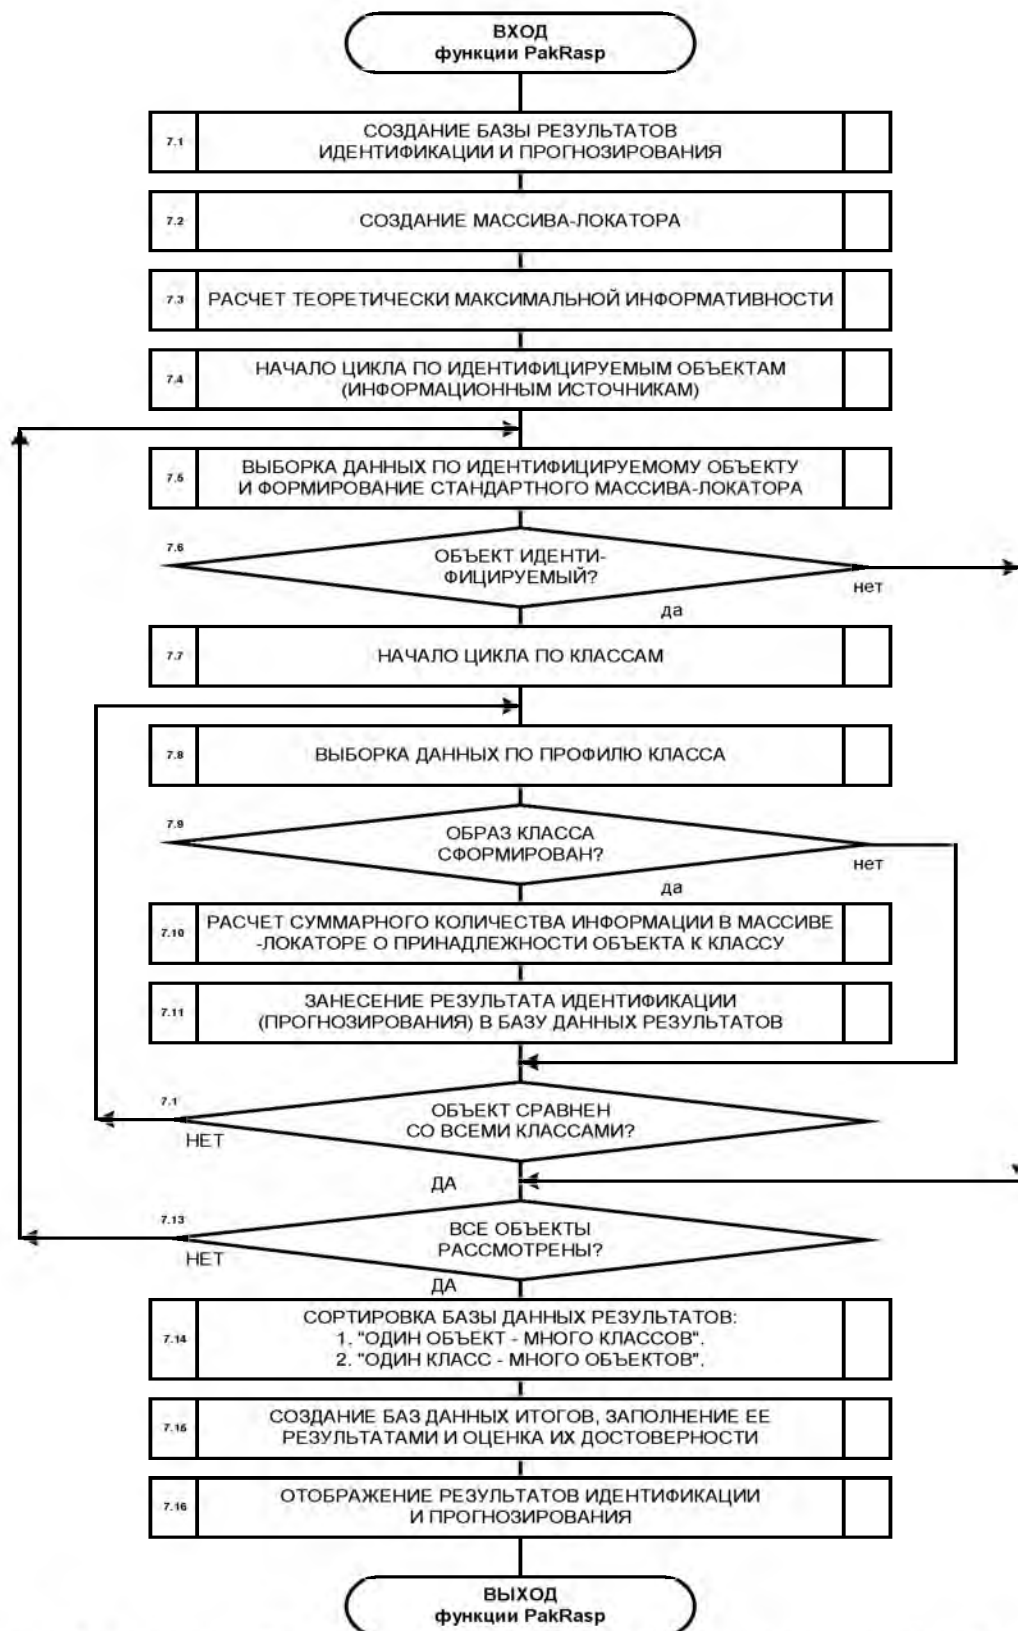 ВХОД
функции PakRasp
7.1
СОЗДАНИЕ БАЗЫ РЕЗУЛЬТАТОВ
ИДЕНТИФИКАЦИИ И ПРОГНОЗИРОВАНИЯ
7.2
СОЗДАНИЕ МАССИВА-ЛОКАТОРА
7.3
РАСЧЕТ ТЕОРЕТИЧЕСКИ МАКСИМАЛЬНОЙ ИНФОРМАТИВНОСТИ
7.4
НАЧАЛО ЦИКЛА ПО ИДЕНТИФИЦИРУЕМЫМ ОБЪЕКТАМ
(ИНФОРМАЦИОННЫМ ИСТОЧНИКАМ)
7.5
ВЫБОРКА ДАННЫХ ПО ИДЕНТИФИЦИРУЕМОМУ ОБЪЕКТУ
И ФОРМИРОВАНИЕ СТАНДАРТНОГО МАССИВА-ЛОКАТОРА
7.6
ОБЪЕКТ ИДЕНТИ-
ФИЦИРУЕМЫЙ?
нет
да
7.7
НАЧАЛО ЦИКЛА ПО КЛАССАМ
7.8
ВЫБОРКА ДАННЫХ ПО ПРОФИЛЮ КЛАССА
7.9
ОБРАЗ КЛАССА
СФОРМИРОВАН?
нет
да
7.10
РАСЧЕТ СУММАРНОГО КОЛИЧЕСТВА ИНФОРМАЦИИ В МАССИВЕ
-ЛОКАТОРЕ О ПРИНАДЛЕЖНОСТИ ОБЪЕКТА К КЛАССУ
7.11
ЗАНЕСЕНИЕ РЕЗУЛЬТАТА ИДЕНТИФИКАЦИИ
(ПРОГНОЗИРОВАНИЯ) В БАЗУ ДАННЫХ РЕЗУЛЬТАТОВ
7.1
ОБЪЕКТ СРАВНЕН
СО ВСЕМИ КЛАССАМИ?
НЕТ
ДА
7.13
ВСЕ ОБЪЕКТЫ
РАССМОТРЕНЫ?
НЕТ
ДА
7.14
СОРТИРОВКА БАЗЫ ДАННЫХ РЕЗУЛЬТАТОВ:
1. "ОДИН ОБЪЕКТ - МНОГО КЛАССОВ".
2. "ОДИН КЛАСС - МНОГО ОБЪЕКТОВ".
7.15
СОЗДАНИЕ БАЗ ДАННЫХ ИТОГОВ, ЗАПОЛНЕНИЕ ЕЕ
РЕЗУЛЬТАТАМИ И ОЦЕНКА ИХ ДОСТОВЕРНОСТИ
7.16
ОТОБРАЖЕНИЕ РЕЗУЛЬТАТОВ ИДЕНТИФИКАЦИИ
И ПРОГНОЗИРОВАНИЯ
ВЫХОД
функции PakRasp